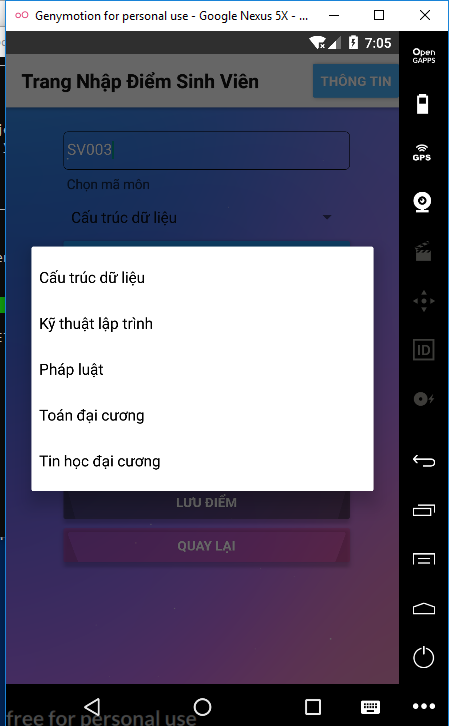 Genymotion for personal use - Google Nexus 5X - ...
Open
GAPPS
7:05
Trang Nhập Điểm Sinh Viên
THÔNG TIN
GPS
SV003
Chọn mã môn
Cấu trúc dữ liệu
Cấu trúc dữ liệu
Kỹ thuật lập trình
Pháp luật
Toán đại cương
Tin học đại cương
ID
LƯU ĐIỂM
QUAY LẠI
free for personal use